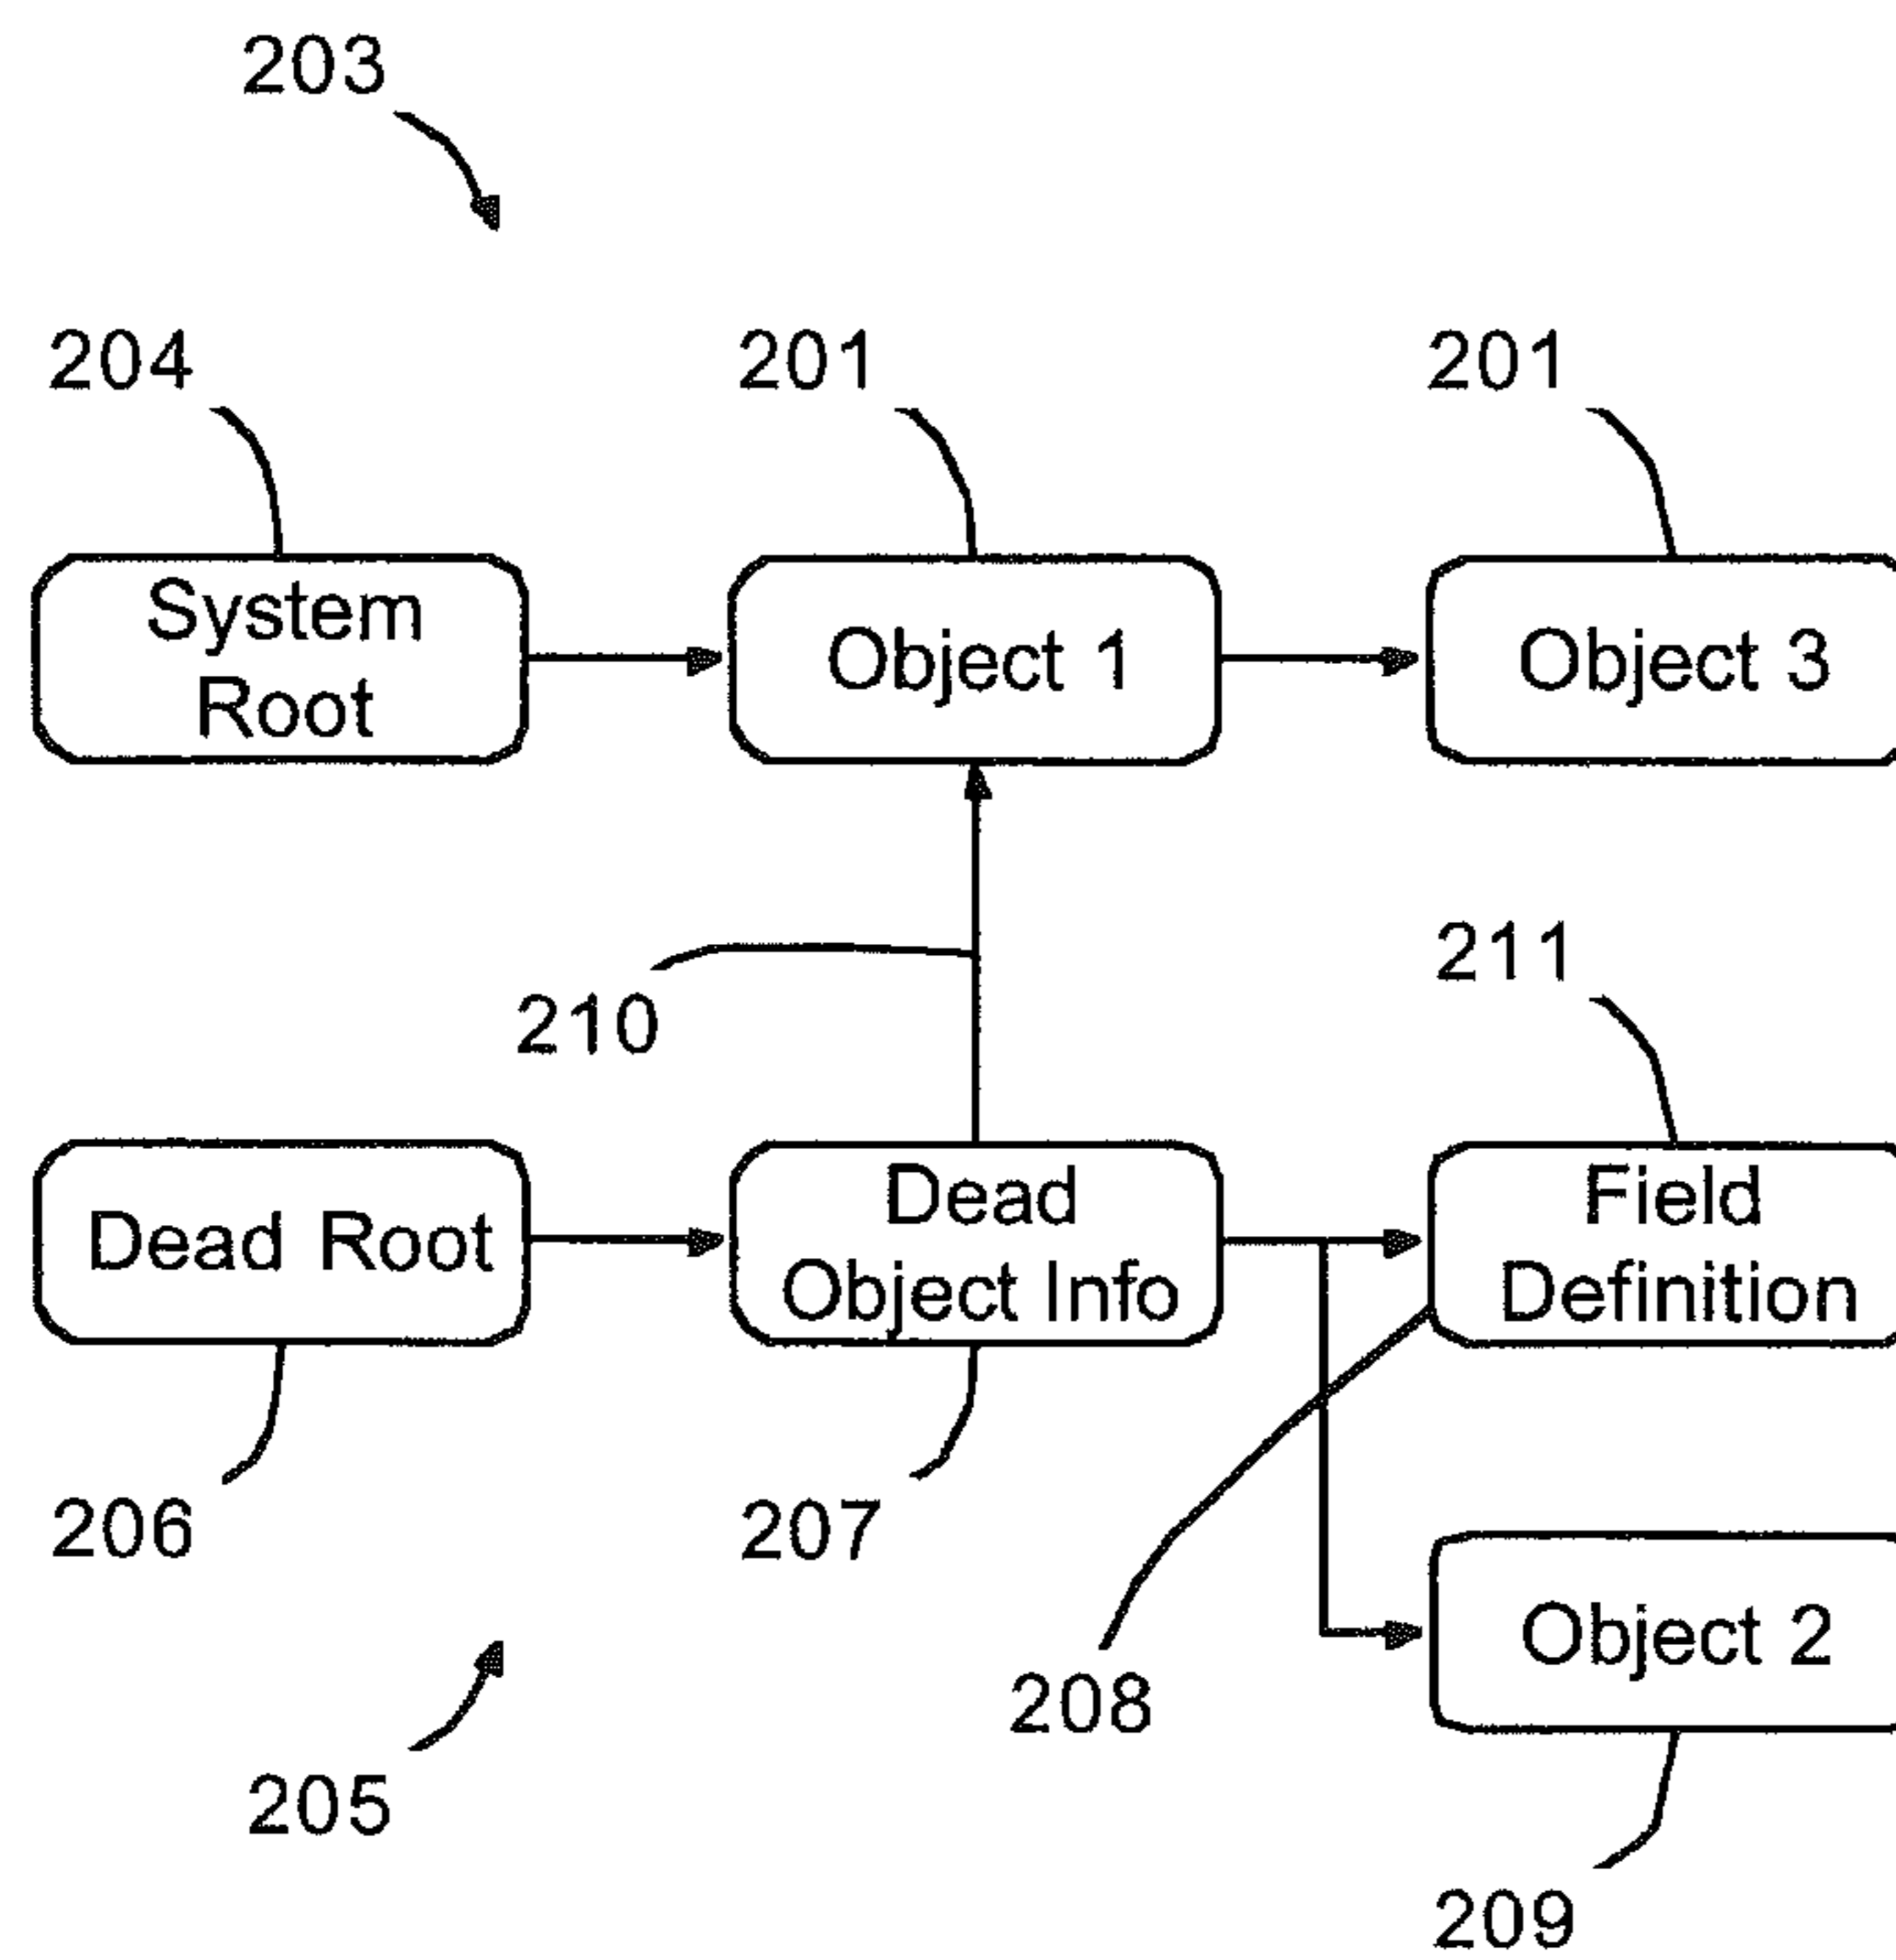 203
204
201
201
System
Root
Object 1
Object 3
210
211
Dead Root
Dead
Object Info
Field
Definition
206
207
208
Object 2
205
209